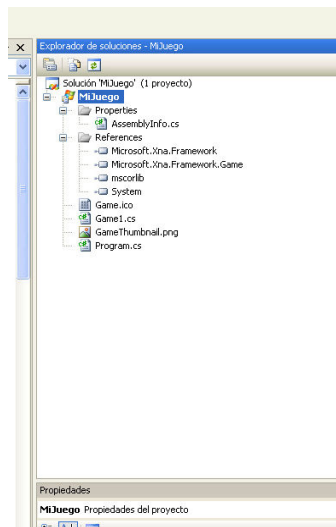 Explorador de soluciones - MiJuego
Solución 'MiJuego' (1 proyecto)
MiJuego
Properties
AssemblyInfo.cs
References
Microsoft.Xna.Framework
Microsoft.Xna.Framework.Game
mscorlib
System
Game.ico
Game1.cs
GameThumbnail.png
Program.cs
Propiedades
MiJuego Propiedades del proyecto